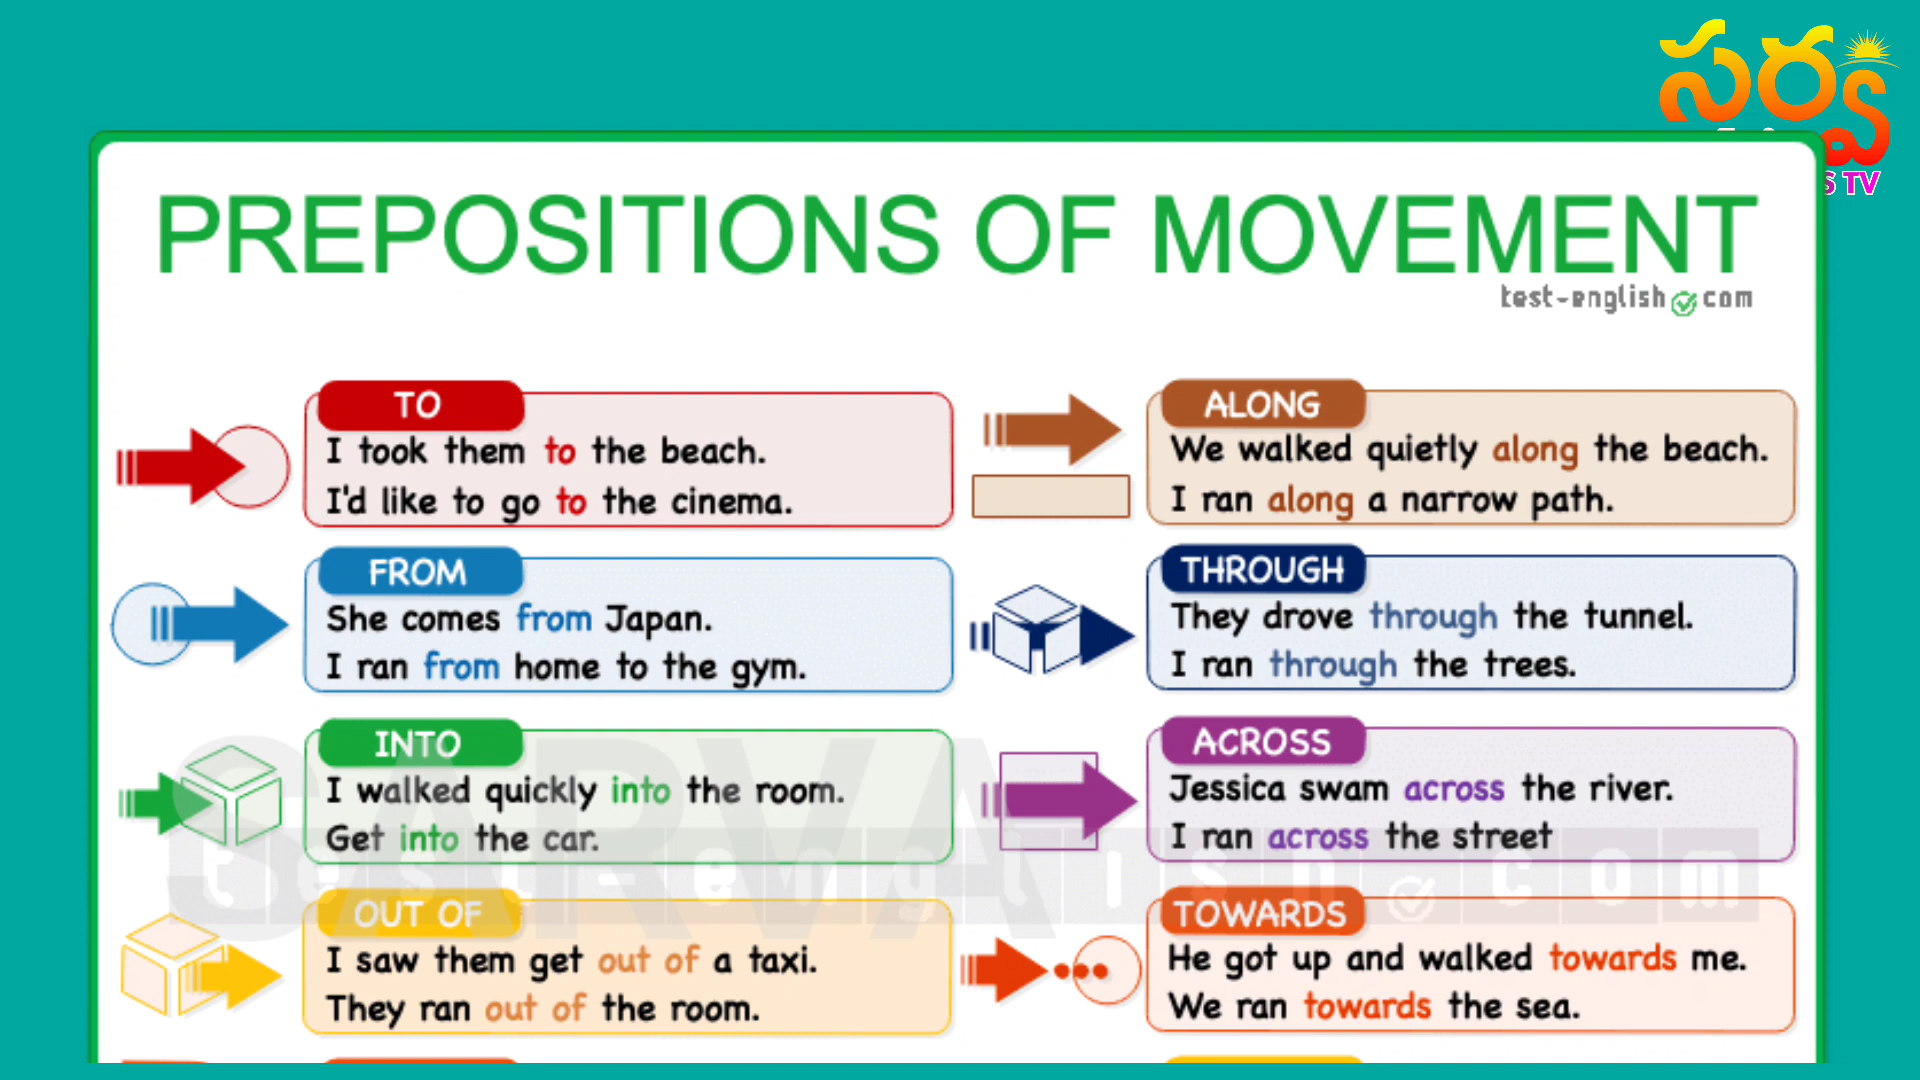 సర్వ
S TV
PREPOSITIONS OF MOVEMENT
test-english com
TO
I took them to the beach.
I'd like to go to the cinema.
FROM
She comes from Japan.
I ran from home to the gym.
INTO
I walked quickly into the room.
Get into the car.
OUT OF
I saw them get out of a taxi.
They ran out of the room.
ALONG
We walked quietly along the beach.
I ran along a narrow path.
THROUGH
They drove through the tunnel.
I ran through the trees.
ACROSS
Jessica swam across the river.
I ran across the street
TOWARDS
He got up and walked towards me.
We ran towards the sea.
SARVA
test-english.com